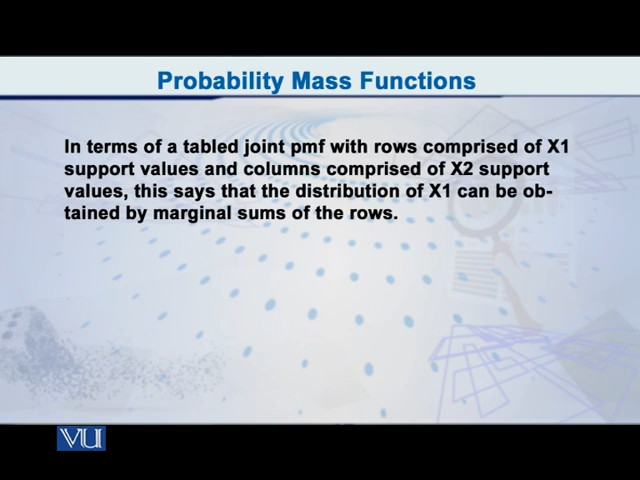 Probability Mass Functions
In terms of a tabled joint pmf with rows comprised of X1
support values and columns comprised of X2 support
values, this says that the distribution of X1 can be ob-
tained by marginal sums of the rows.
VU